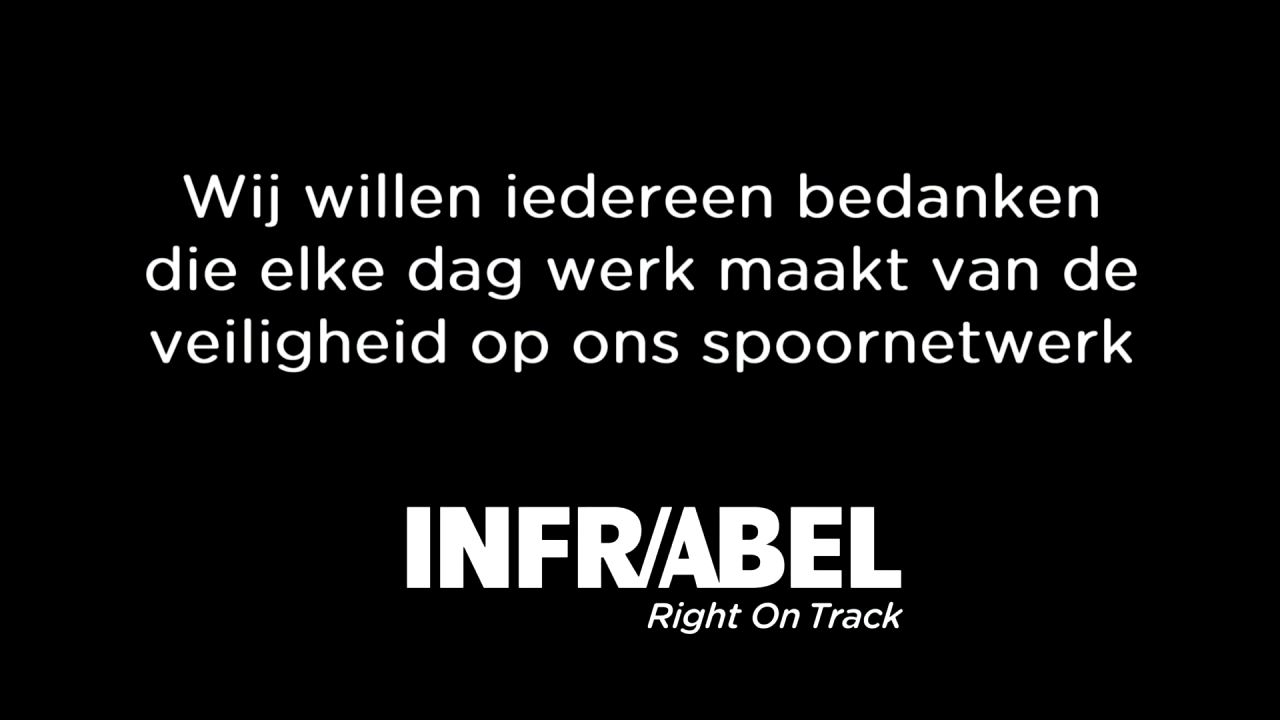 Wij willen iedereen bedanken
die elke dag werk maakt van de
veiligheid op ons spoornetwerk
INFRABEL
Right On Track